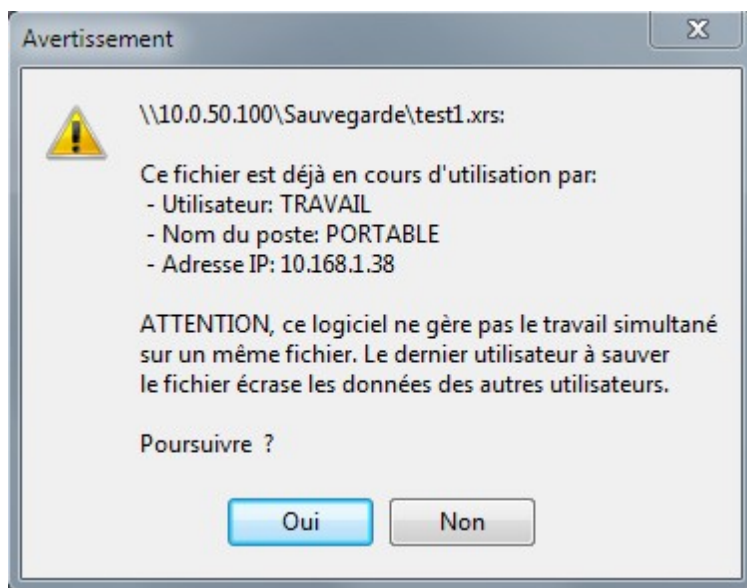 Avertissement
\\10.0.50.100\Sauvegarde\test1.xrs:
Ce fichier est déjà en cours d'utilisation par:
- Utilisateur: TRAVAIL
- Nom du poste: PORTABLE
- Adresse IP: 10.168.1.38
ATTENTION, ce logiciel ne gère pas le travail simultané
sur un même fichier. Le dernier utilisateur à sauver
le fichier écrase les données des autres utilisateurs.
Poursuivre ?
Oui Non